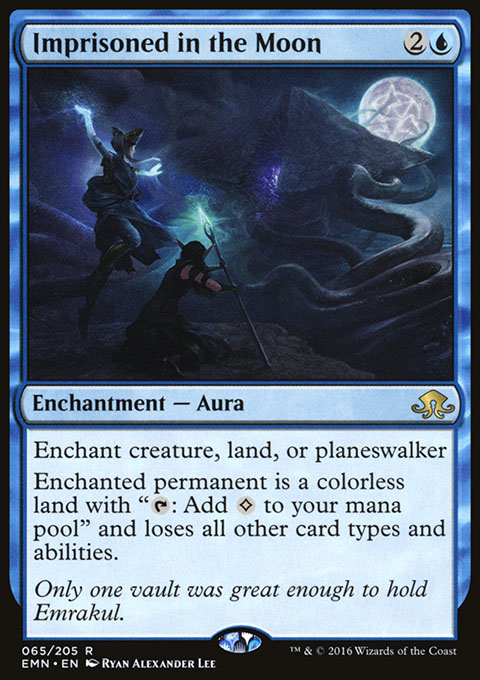 Imprisoned in the Moon 2
Enchantment — Aura
Enchant creature, land, or planeswalker
Enchanted permanent is a colorless
land with “: Add to your mana
pool” and loses all other card types and
abilities.
Only one vault was great enough to hold
Emrakul.
065/205 R
EMN • EN Ryan Alexander Lee
™ & © 2016 Wizards of the Coast